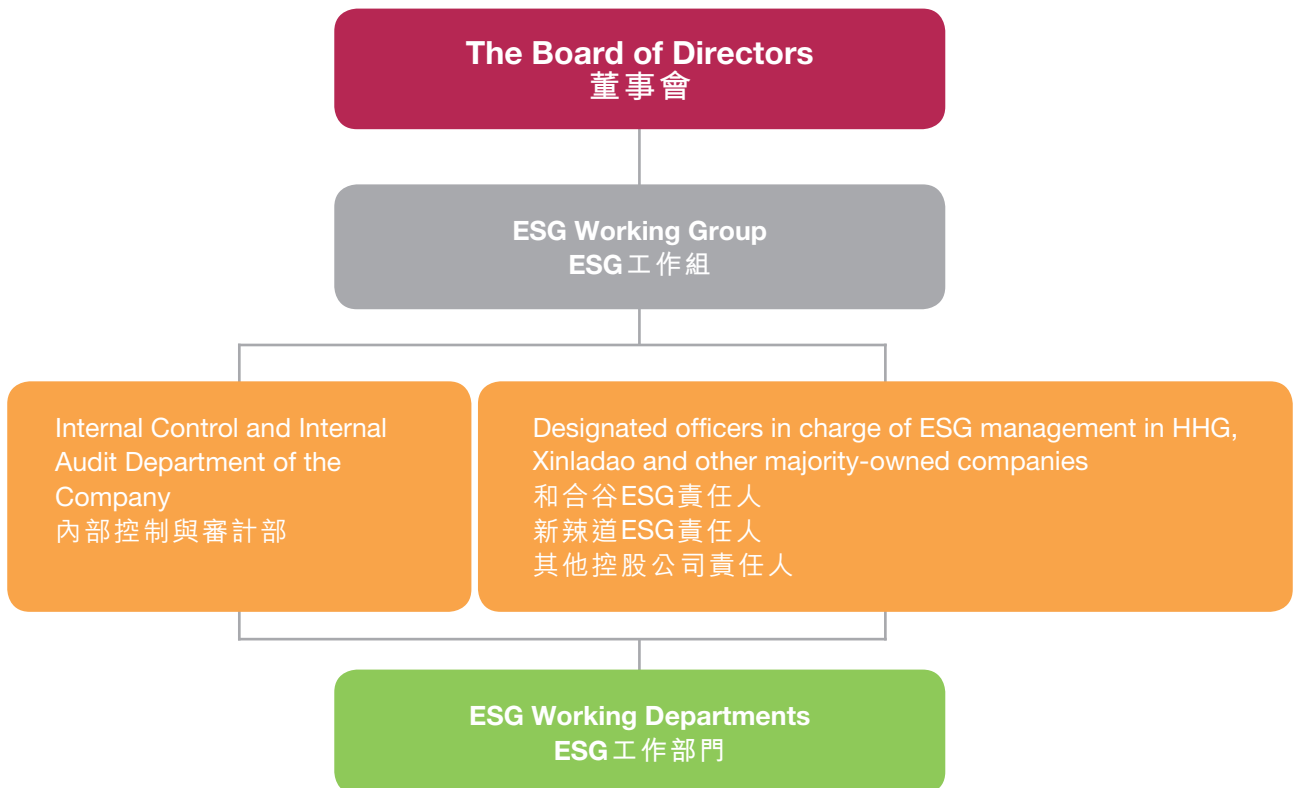 The Board of Directors
董事會
ESG Working Group
ESG工作組
Internal Control and Internal
Audit Department of the
Company
內部控制與審計部
Designated officers in charge of ESG management in HHG,
Xinladao and other majority-owned companies
和合谷ESG責任人
新辣道ESG責任人
其他控股公司責任人
ESG Working Departments
ESG工作部門